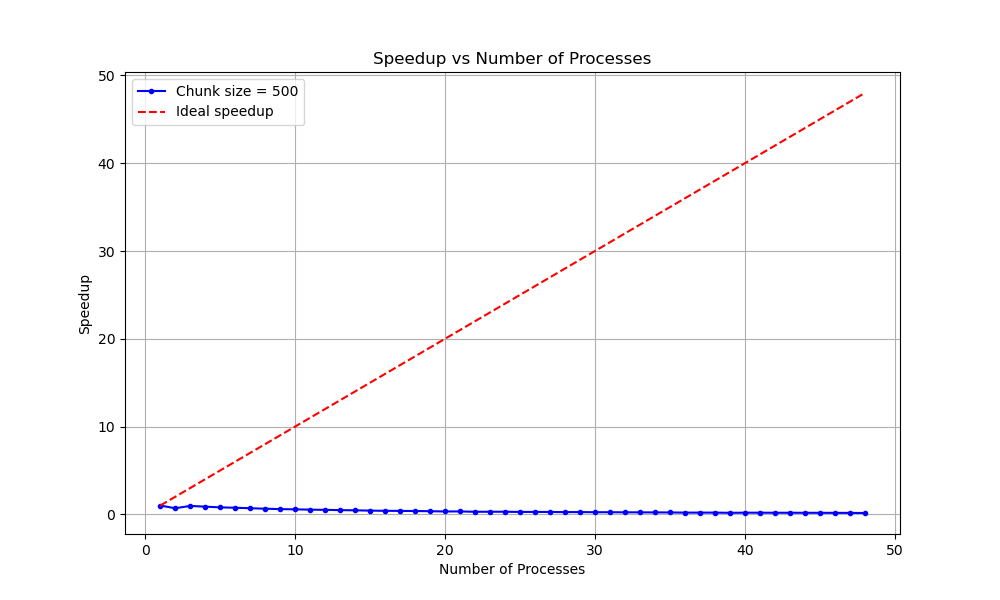 Speedup vs Number of Processes
Chunk size = 500
Ideal speedup
Speedup
50
40
30
20
10
0
0 10 20 30 40 50
Number of Processes